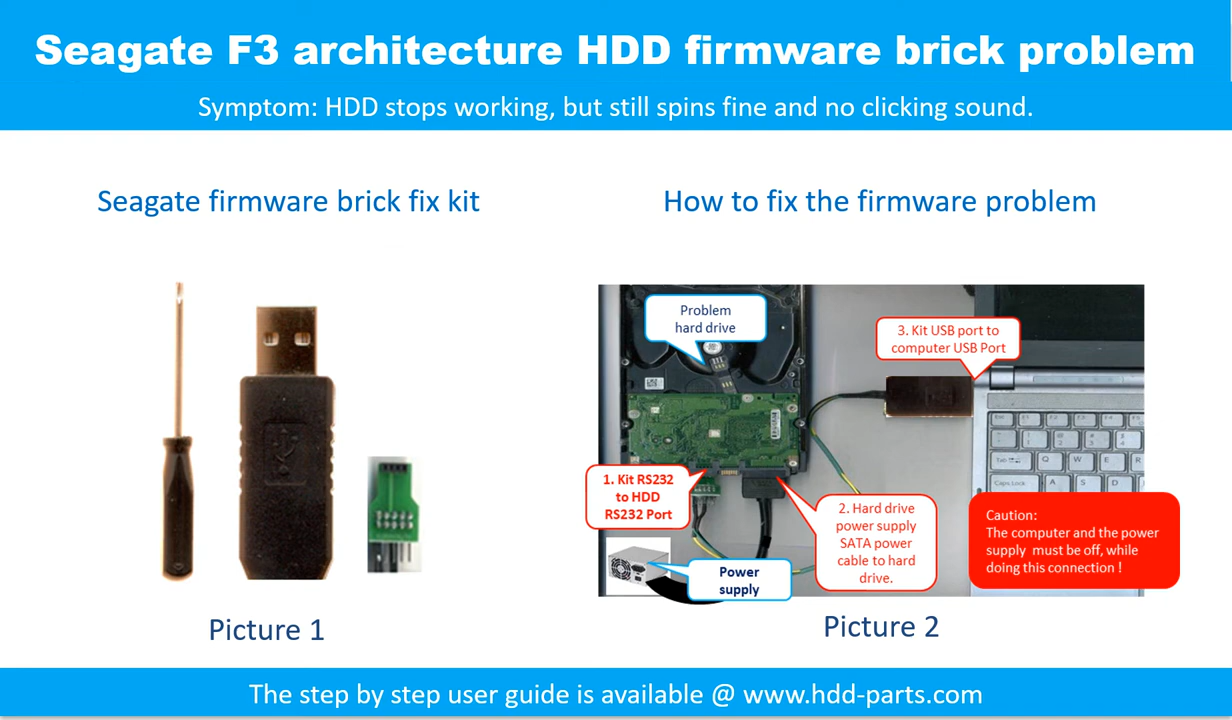 Seagate F3 architecture HDD firmware brick problem
Symptom: HDD stops working, but still spins fine and no clicking sound.
Seagate firmware brick fix kit
How to fix the firmware problem
Problem
hard drive
3. Kit USB port to
computer USB Port
1. Kit RS232
to HDD
RS232 Port
2. Hard drive
power supply
SATA power
cable to hard
drive.
Caution:
The computer and the power
supply must be off, while
doing this connection !
Power
supply
Picture 1
Picture 2
The step by step user guide is available @ www.hdd-parts.com